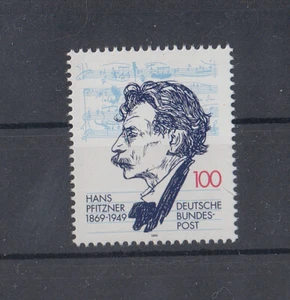 100
HANS
PFITZNER
1869-1949
DEUTSCHE
BUNDES-
POST